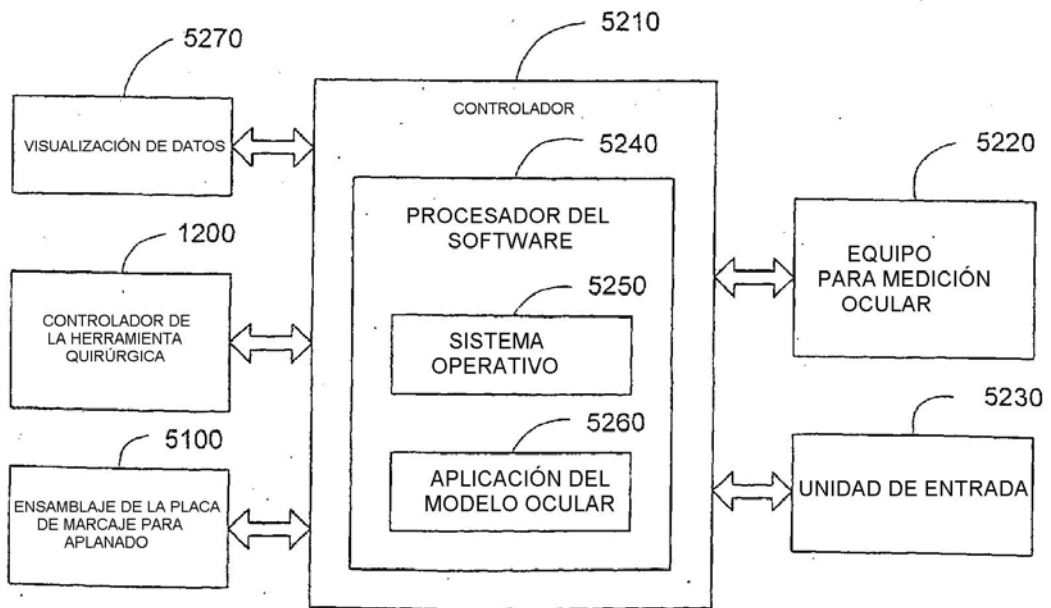 5210
5270
CONTROLADOR
VISUALIZACIÓN DE DATOS
5240
5220
PROCESADOR DEL
SOFTWARE
1200
EQUIPO
PARA MEDICIÓN
OCULAR
5250
CONTROLADOR DE
LA HERRAMIENTA
QUIRÚRGICA
SISTEMA
OPERATIVO
5230
5100
5260
ENSAMBLAJE DE LA PLACA
DE MARCAJE PARA
APLANADO
APLICACIÓN DEL
MODELO OCULAR
UNIDAD DE ENTRADA